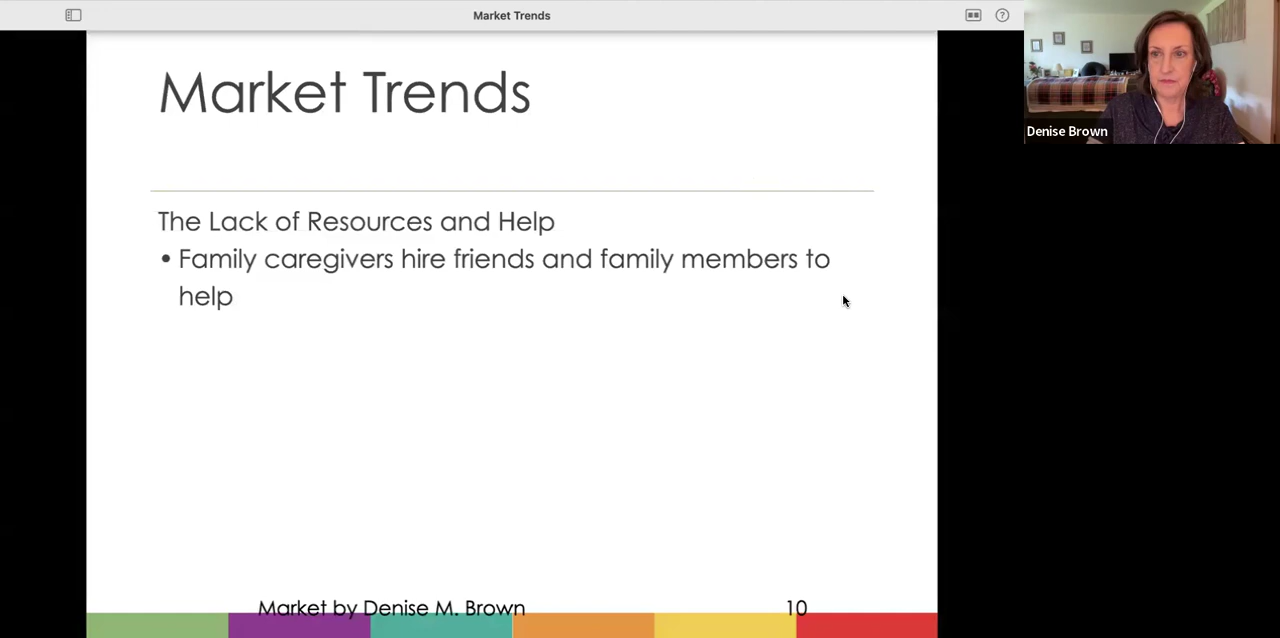 Market Trends
Denise Brown
Market Trends
The Lack of Resources and Help
• Family caregivers hire friends and family members to
help
Market by Denise M. Brown 10